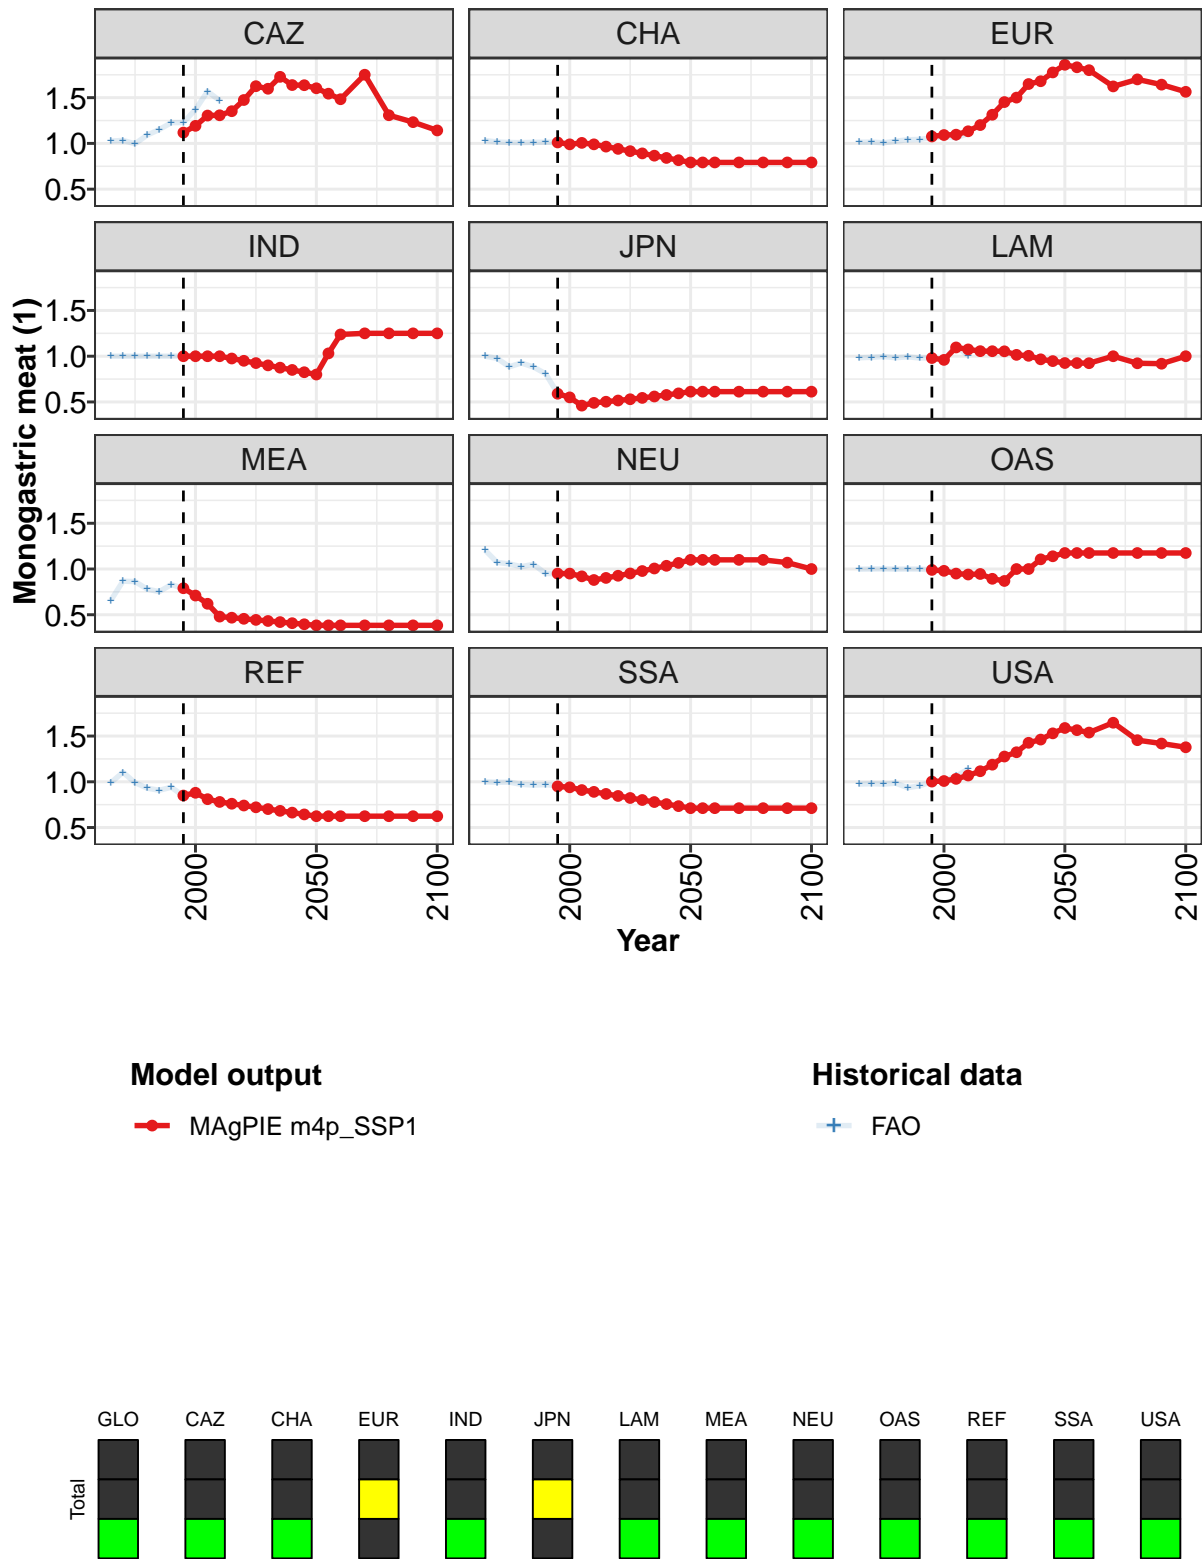 CAZ CHA EUR
1.5
1.0
0.5
IND JPN LAM
1.5
1.0
0.5
MEA NEU OAS
1.5
1.0
0.5
REF SSA USA
1.5
1.0
0.5
Monogastric meat (1)
2000 2050 2100 2000 2050 2100 2000 2050 2100
Year
Model output
MAgPIE m4p_SSP1
Historical data
FAO
GLO CAZ CHA EUR IND JPN LAM MEA NEU OAS REF SSA USA
Total